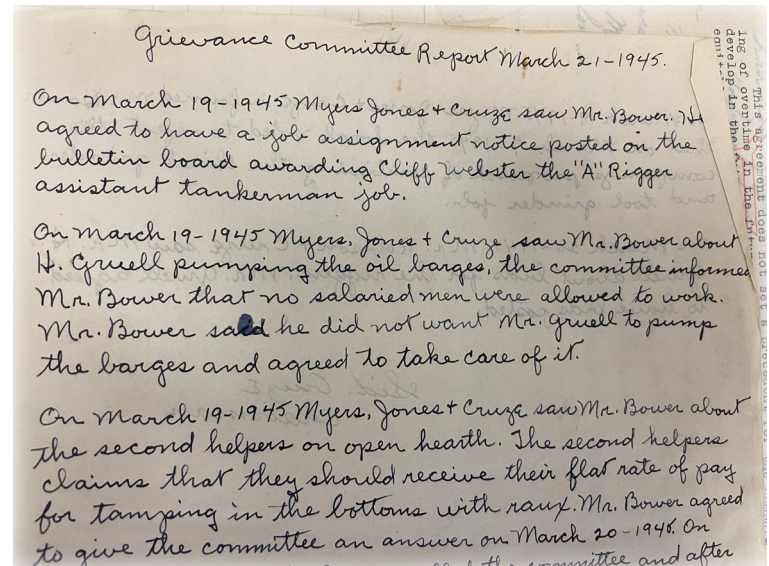 Grievance Committee Report March 21-1945.
On March 19-1945 Myers Jones + Cruze saw Mr. Bower. He
agreed to have a job assignment notice posted on the
bulletin board awarding Cliff Webster the "A" Rigger
assistant tankerman job.
On March 19-1945 Myers, Jones + Cruze saw Mr. Bower about
H. Gruell pumping the oil barges, the committee informed
Mr. Bower that no salaried men were allowed to work.
Mr. Bower said he did not want Mr. Gruell to pump
the barges and agreed to take care of it.
On March 19-1945 Myers, Jones + Cruze saw Mr. Bower about
the second helpers on open hearth. The second helpers
claims that they should receive their flat rate of pay
for tamping in the bottoms with raux. Mr. Bower agreed
to give the committee an answer on March 20-1945. On
the committee and after
This agreement does not set a
ing of overtime in the futu
develop in the